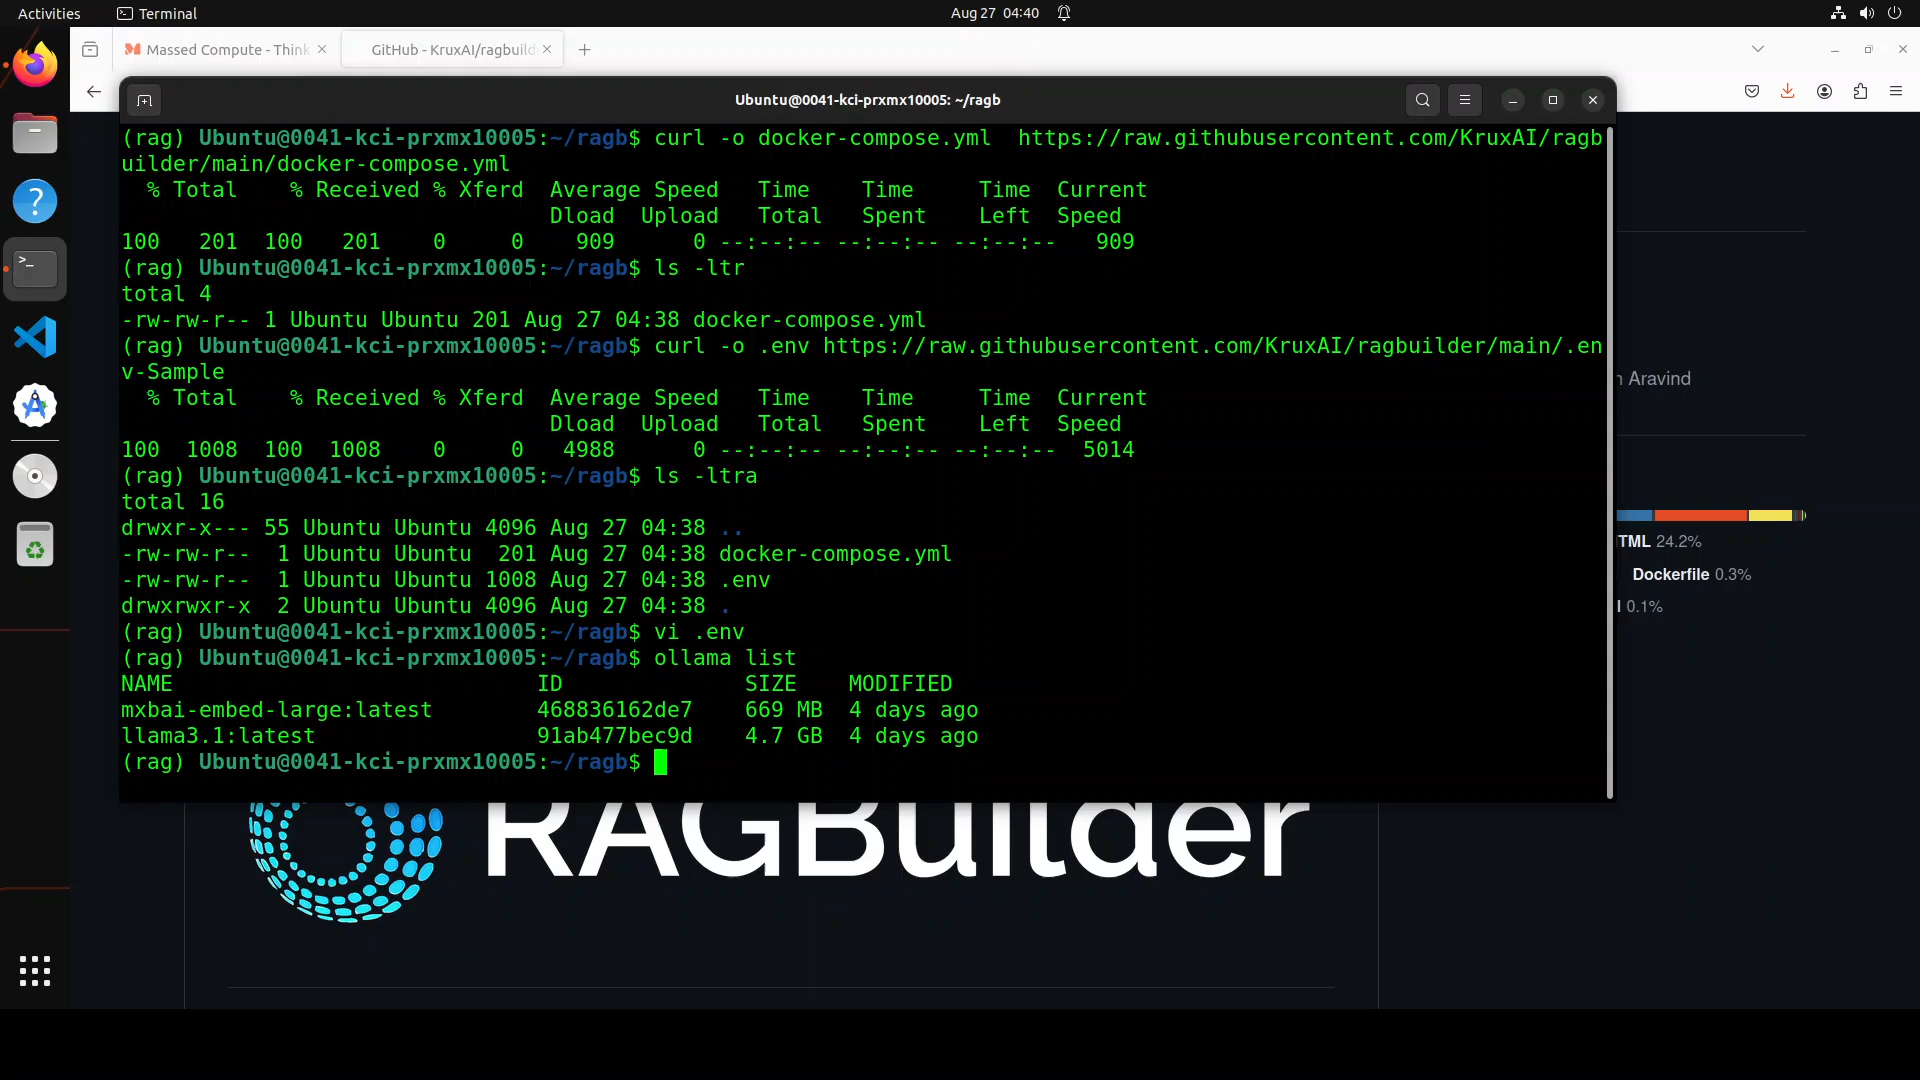 Activities
Terminal
Aug 27 04:40
Massed Compute - Think
GitHub - KruxAI/ragbuild
Ubuntu@0041-kci-prxmx10005: ~/ragb
(rag) Ubuntu@0041-kci-prxmx10005:~/ragb$ curl -o docker-compose.yml  https://raw.githubusercontent.com/KruxAI/ragb
uilder/main/docker-compose.yml
  % Total    % Received % Xferd  Average Speed   Time    Time     Time  Current
                                 Dload  Upload   Total   Spent    Left  Speed
100   201  100   201    0     0    909      0 --:--:-- --:--:-- --:--:--   909
(rag) Ubuntu@0041-kci-prxmx10005:~/ragb$ ls -ltr
total 4
-rw-rw-r-- 1 Ubuntu Ubuntu 201 Aug 27 04:38 docker-compose.yml
(rag) Ubuntu@0041-kci-prxmx10005:~/ragb$ curl -o .env https://raw.githubusercontent.com/KruxAI/ragbuilder/main/.en
v-Sample
  % Total    % Received % Xferd  Average Speed   Time    Time     Time  Current
                                 Dload  Upload   Total   Spent    Left  Speed
100  1008  100  1008    0     0   4988      0 --:--:-- --:--:-- --:--:--  5014
(rag) Ubuntu@0041-kci-prxmx10005:~/ragb$ ls -ltra
total 16
drwxr-x--- 55 Ubuntu Ubuntu 4096 Aug 27 04:38 ..
-rw-rw-r--  1 Ubuntu Ubuntu  201 Aug 27 04:38 docker-compose.yml
-rw-rw-r--  1 Ubuntu Ubuntu 1008 Aug 27 04:38 .env
drwxrwxr-x  2 Ubuntu Ubuntu 4096 Aug 27 04:38 .
(rag) Ubuntu@0041-kci-prxmx10005:~/ragb$ vi .env
(rag) Ubuntu@0041-kci-prxmx10005:~/ragb$ ollama list
NAME                            ID              SIZE    MODIFIED
mxbai-embed-large:latest        468836162de7    669 MB  4 days ago
llama3.1:latest                 91ab477bec9d    4.7 GB  4 days ago
(rag) Ubuntu@0041-kci-prxmx10005:~/ragb$
Aravind
TML 24.2%
Dockerfile 0.3%
0.1%
RAGBuilder